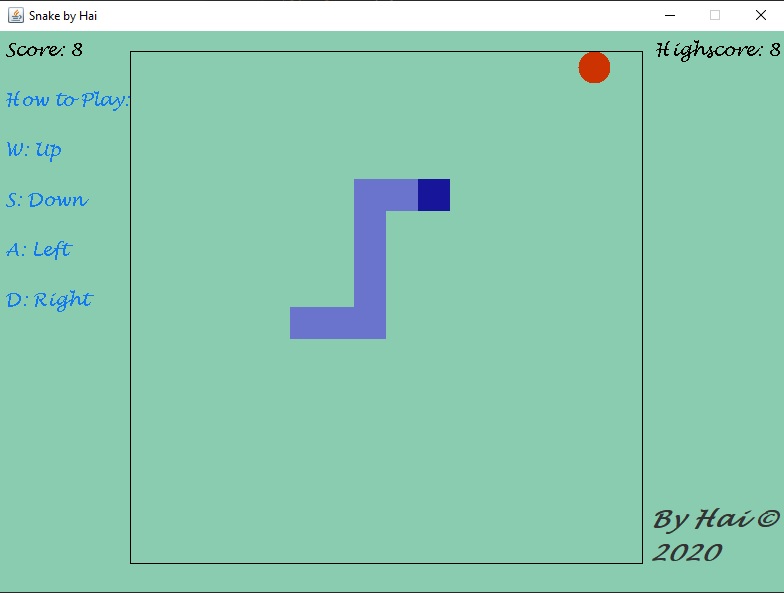 Snake by Hai
Score: 8
Highscore: 8
How to Play:
W: Up
S: Down
A: Left
D: Right
By Hai ©
2020